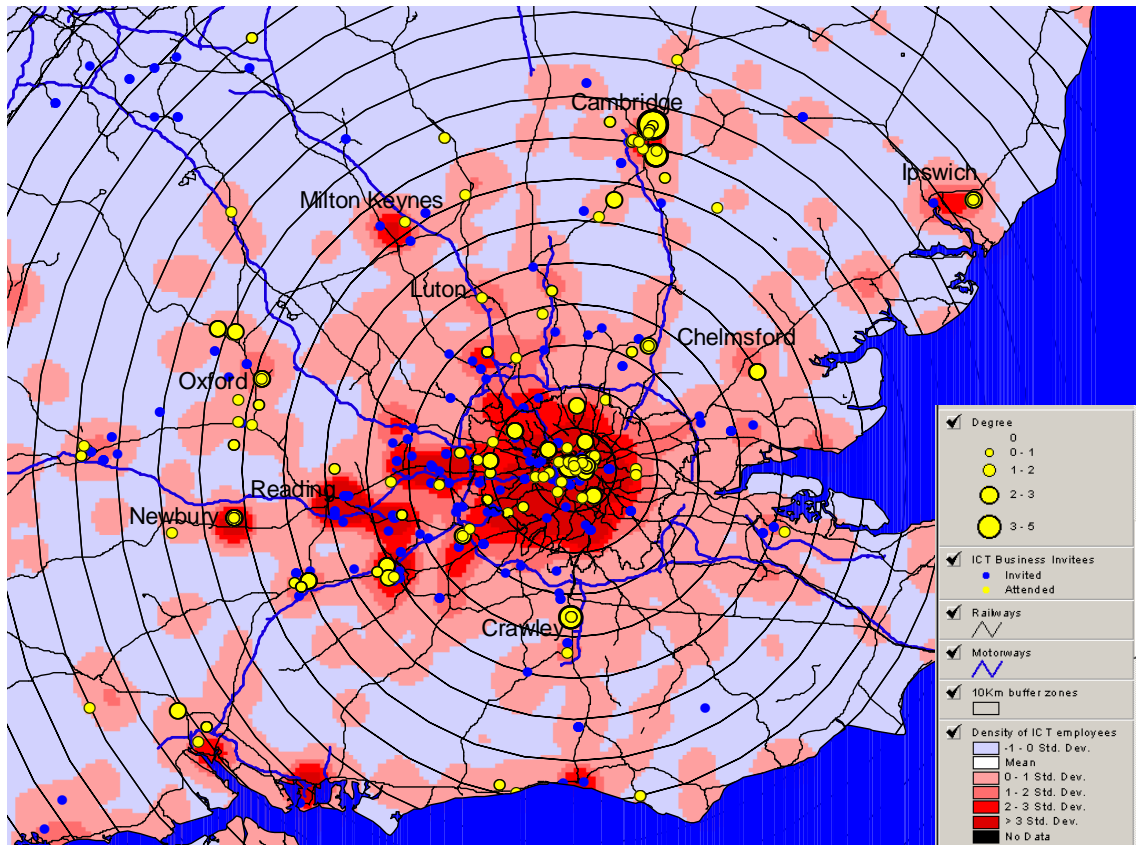 Cambridge
Ipswich
Milton Keynes
Luton
Chelmsford
Oxford
Reading
Newbury
Crawley
Degree
0
0 - 1
1 - 2
2 - 3
3 - 5
ICT Business Invitees
Invited
Attended
Railways
Motorways
10Km buffer zones
Density of ICT employees
-1 - 0 Std. Dev.
Mean
0 - 1 Std. Dev.
1 - 2 Std. Dev.
2 - 3 Std. Dev.
> 3 Std. Dev.
No Data